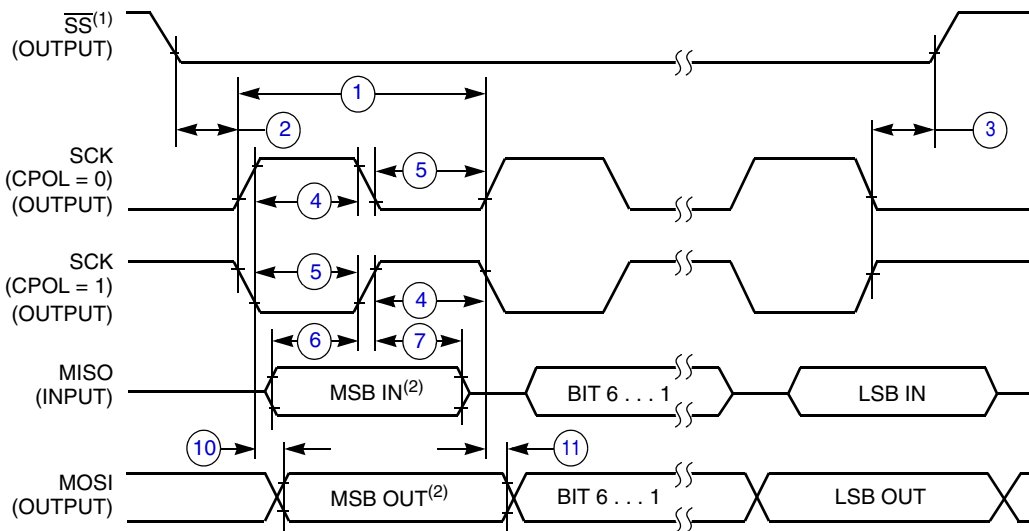 SS(1)
(OUTPUT)
1
2
3
SCK
(CPOL = 0)
(OUTPUT)
5
4
SCK
(CPOL = 1)
(OUTPUT)
5
4
6
7
MISO
(INPUT)
MSB IN(2)
BIT 6 . . . 1
LSB IN
10
11
MOSI
(OUTPUT)
MSB OUT(2)
BIT 6 . . . 1
LSB OUT